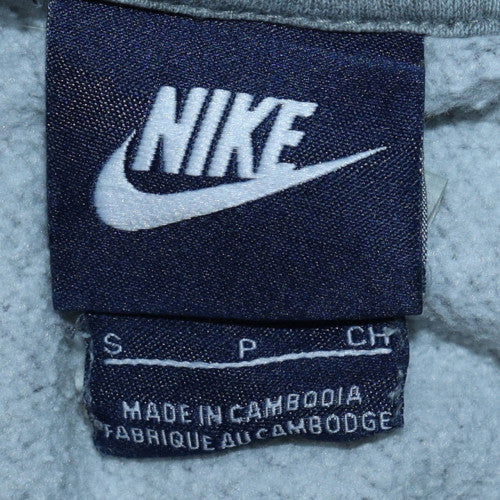 NIKE
S P CH
MADE IN CAMBODIA
FABRIQUE AU CAMBODGE